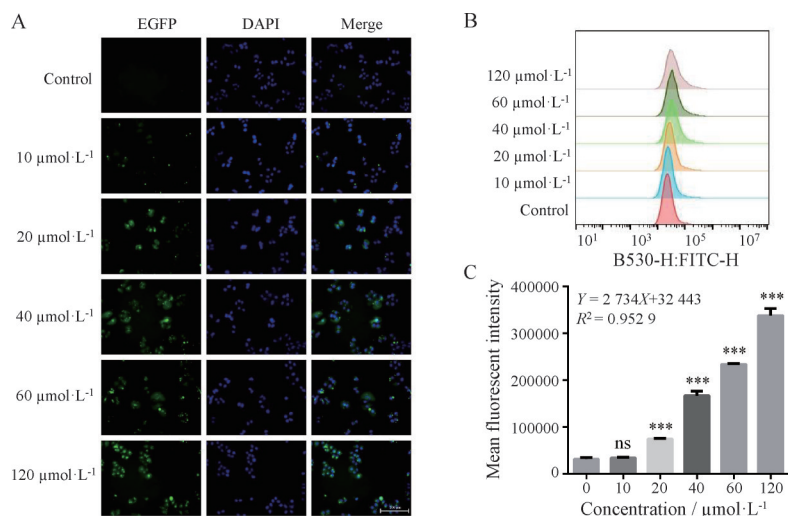 A
EGFP DAPI Merge
Control
10 µmol·L⁻¹
20 µmol·L⁻¹
40 µmol·L⁻¹
60 µmol·L⁻¹
120 µmol·L⁻¹
B
120 µmol·L⁻¹
60 µmol·L⁻¹
40 µmol·L⁻¹
20 µmol·L⁻¹
10 µmol·L⁻¹
Control
10¹ 10³ 10⁵ 10⁷
B530-H:FITC-H
C
Y = 2 734X+32 443
R² = 0.952 9
Mean fluorescent intensity
400000
300000
200000
100000
0
ns *** *** *** ***
0 10 20 40 60 120
Concentration / µmol·L⁻¹